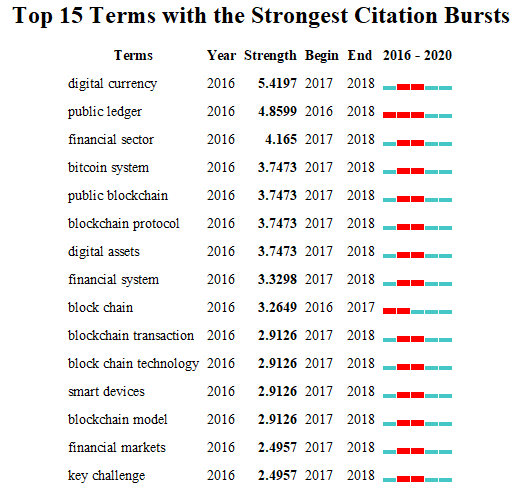 Top 15 Terms with the Strongest Citation Bursts
Terms Year Strength Begin End 2016 - 2020
digital currency 2016 5.4197 2017 2018
public ledger 2016 4.8599 2016 2018
financial sector 2016 4.165 2017 2018
bitcoin system 2016 3.7473 2017 2018
public blockchain 2016 3.7473 2017 2018
blockchain protocol 2016 3.7473 2017 2018
digital assets 2016 3.7473 2017 2018
financial system 2016 3.3298 2017 2018
block chain 2016 3.2649 2016 2017
blockchain transaction 2016 2.9126 2017 2018
block chain technology 2016 2.9126 2017 2018
smart devices 2016 2.9126 2017 2018
blockchain model 2016 2.9126 2017 2018
financial markets 2016 2.4957 2017 2018
key challenge 2016 2.4957 2017 2018